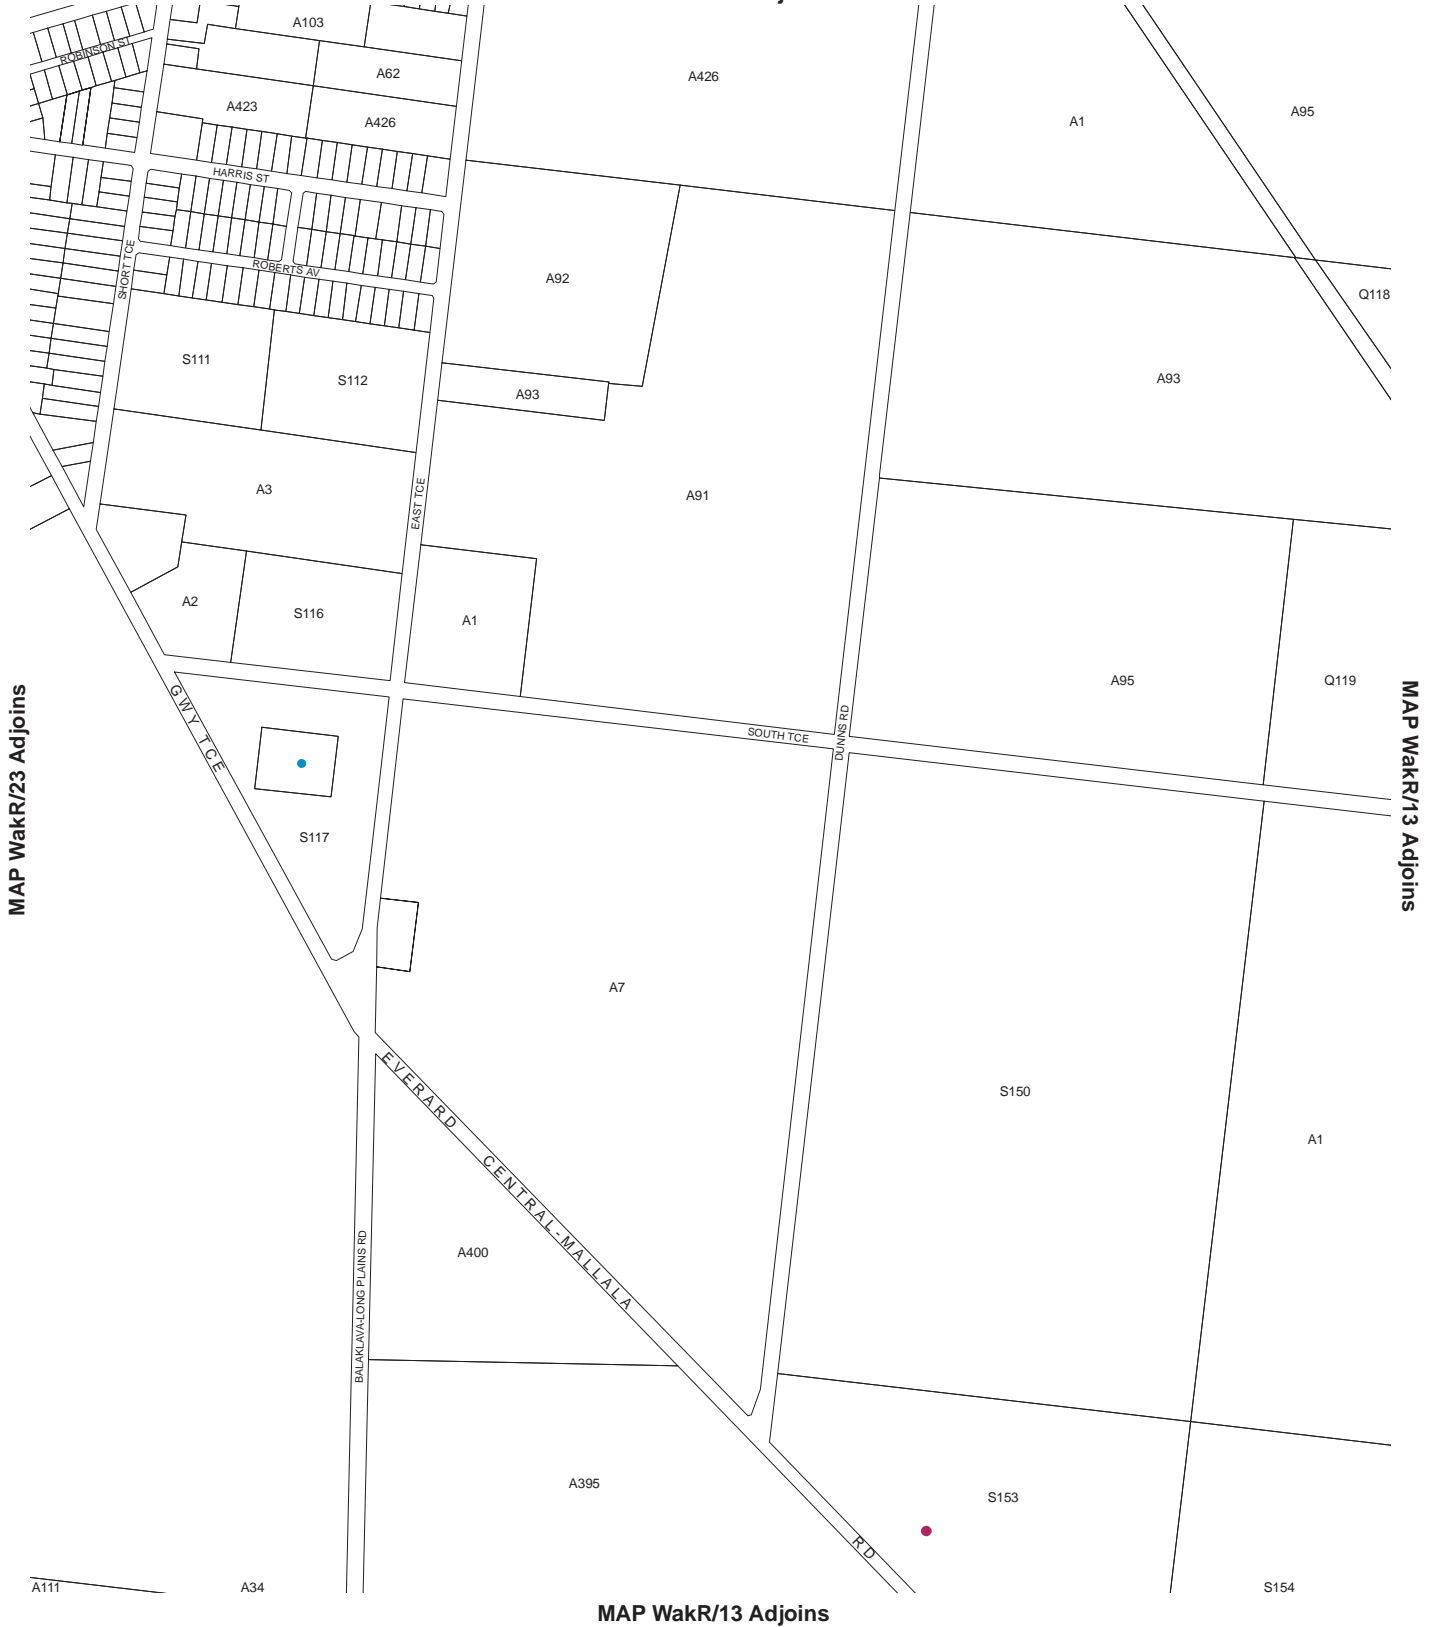 A103
ROBINSON ST
A62
A426
A423
A426
A1
A95
HARRIS ST
SHORT TCE
ROBERTS AV
A92
Q118
S111
S112
A93
A93
A3
EAST TCE
A91
A2
S116
A1
A95
Q119
MAP WakR/23 Adjoins
GWY TCE
SOUTH TCE
DUNNS RD
MAP WakR/13 Adjoins
S117
A7
EVERARD CENTRAL-MALLALA RD
S150
A1
BALAKLAVA-LONG PLAINS RD
A400
A395
S153
A111
A34
S154
MAP WakR/13 Adjoins